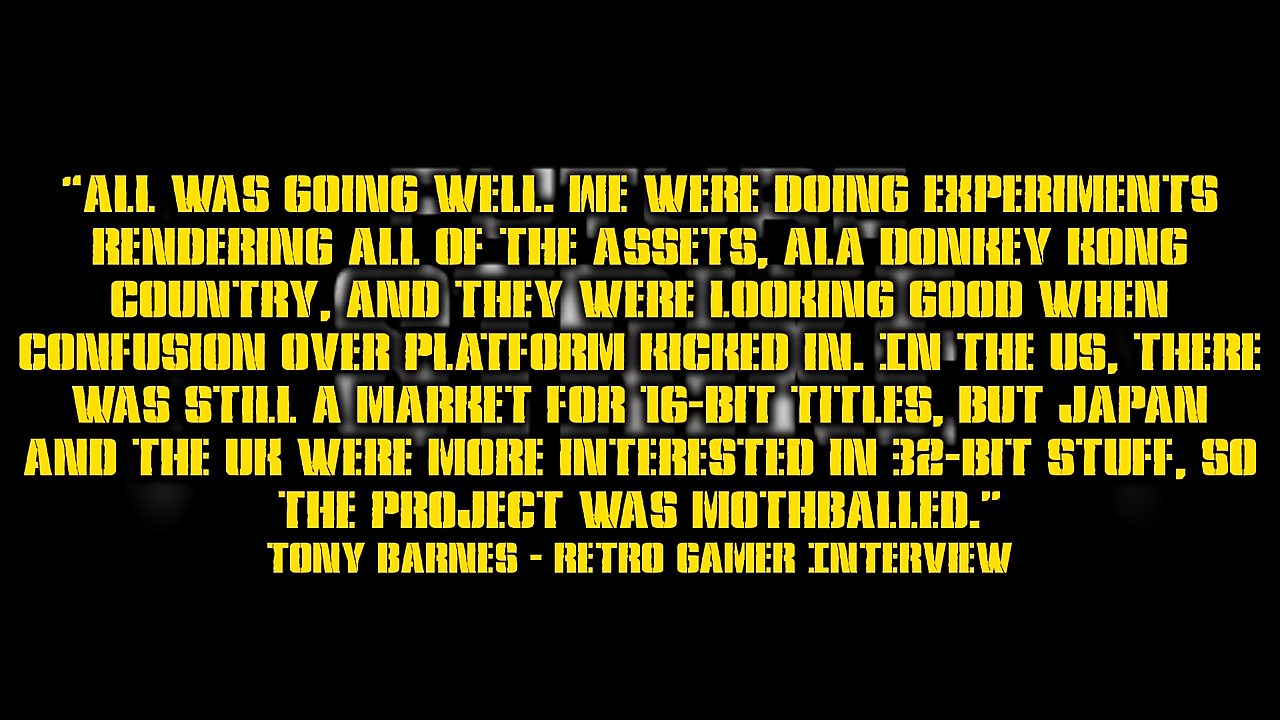 “ALL WAS GOING WELL. WE WERE DOING EXPERIMENTS
RENDERING ALL OF THE ASSETS, ALA DONKEY KONG
COUNTRY, AND THEY WERE LOOKING GOOD WHEN
CONFUSION OVER PLATFORM KICKED IN. IN THE US, THERE
WAS STILL A MARKET FOR 16-BIT TITLES, BUT JAPAN
AND THE UK WERE MORE INTERESTED IN 32-BIT STUFF, SO
THE PROJECT WAS MOTHBALLED.”
TONY BARNES - RETRO GAMER INTERVIEW